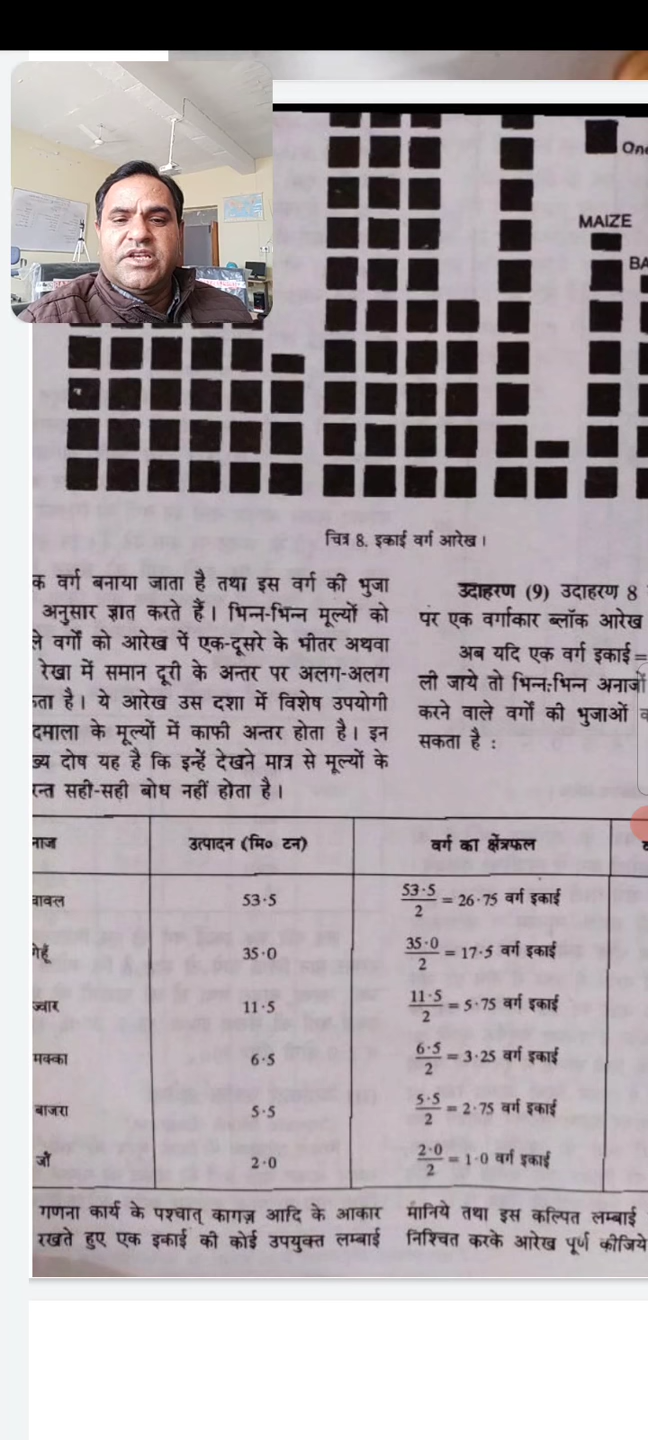 One
MAIZE
BA
चित्र 8. इकाई वर्ग आरेख।
क वर्ग बनाया जाता है तथा इस वर्ग की भुजा
अनुसार ज्ञात करते हैं। भिन्न-भिन्न मूल्यों को
ले वर्गों को आरेख पें एक-दूसरे के भीतर अथवा
रेखा में समान दूरी के अन्तर पर अलग-अलग
ता है। ये आरेख उस दशा में विशेष उपयोगी
दमाला के मूल्यों में काफी अन्तर होता है। इन
ख्य दोष यह है कि इन्हें देखने मात्र से मूल्यों के
रन्त सही-सही बोध नहीं होता है।
उदाहरण (9) उदाहरण 8
पर एक वर्गाकार ब्लॉक आरेख
अब यदि एक वर्ग इकाई =
ली जाये तो भिन्न-भिन्न अनाजों
करने वाले वर्गों की भुजाओं
सकता है :
नाज उत्पादन (मि० टन) वर्ग का क्षेत्रफल
चावल 53·5 53·5/2 = 26·75 वर्ग इकाई
गेहूँ 35·0 35·0/2 = 17·5 वर्ग इकाई
ज्वार 11·5 11·5/2 = 5·75 वर्ग इकाई
मक्का 6·5 6·5/2 = 3·25 वर्ग इकाई
बाजरा 5·5 5·5/2 = 2·75 वर्ग इकाई
जौ 2·0 2·0/2 = 1·0 वर्ग इकाई
गणना कार्य के पश्चात् कागज़ आदि के आकार
रखते हुए एक इकाई की कोई उपयुक्त लम्बाई
मानिये तथा इस कल्पित लम्बाई
निश्चित करके आरेख पूर्ण कीजिये